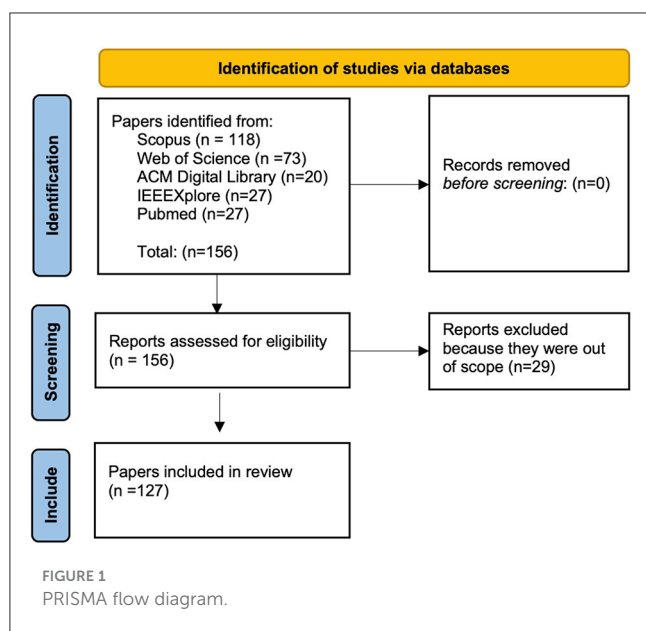 Identification of studies via databases
Identification
Papers identified from:
Scopus (n = 118)
Web of Science (n =73)
ACM Digital Library (n=20)
IEEEXplore (n=27)
Pubmed (n=27)
Total: (n=156)
Records removed
before screening: (n=0)
Screening
Reports assessed for eligibility
(n = 156)
Reports excluded
because they were out
of scope (n=29)
Include
Papers included in review
(n =127)
FIGURE 1
PRISMA flow diagram.